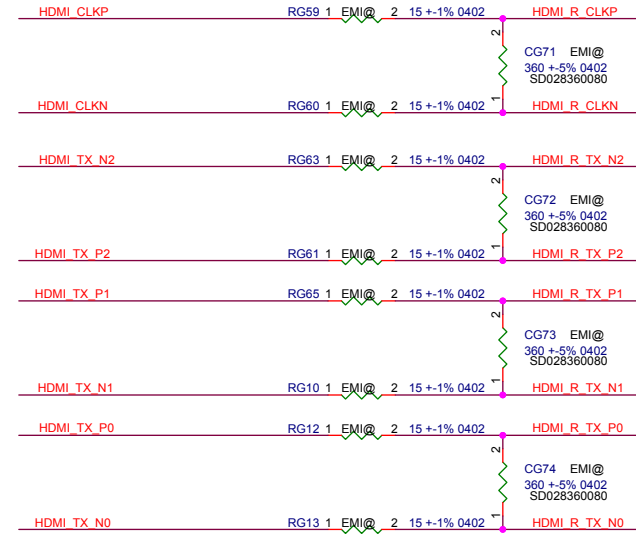 HDMI_CLKP RG59 1 EMI@ 2 15 +-1% 0402 HDMI_R_CLKP
2
CG71 EMI@
360 +-5% 0402
SD028360080
1
HDMI_CLKN RG60 1 EMI@ 2 15 +-1% 0402 HDMI_R_CLKN
HDMI_TX_N2 RG63 1 EMI@ 2 15 +-1% 0402 HDMI_R_TX_N2
2
CG72 EMI@
360 +-5% 0402
SD028360080
1
HDMI_TX_P2 RG61 1 EMI@ 2 15 +-1% 0402 HDMI_R_TX_P2
HDMI_TX_P1 RG65 1 EMI@ 2 15 +-1% 0402 HDMI_R_TX_P1
2
CG73 EMI@
360 +-5% 0402
SD028360080
1
HDMI_TX_N1 RG10 1 EMI@ 2 15 +-1% 0402 HDMI_R_TX_N1
HDMI_TX_P0 RG12 1 EMI@ 2 15 +-1% 0402 HDMI_R_TX_P0
2
CG74 EMI@
360 +-5% 0402
SD028360080
1
HDMI_TX_N0 RG13 1 EMI@ 2 15 +-1% 0402 HDMI_R_TX_N0